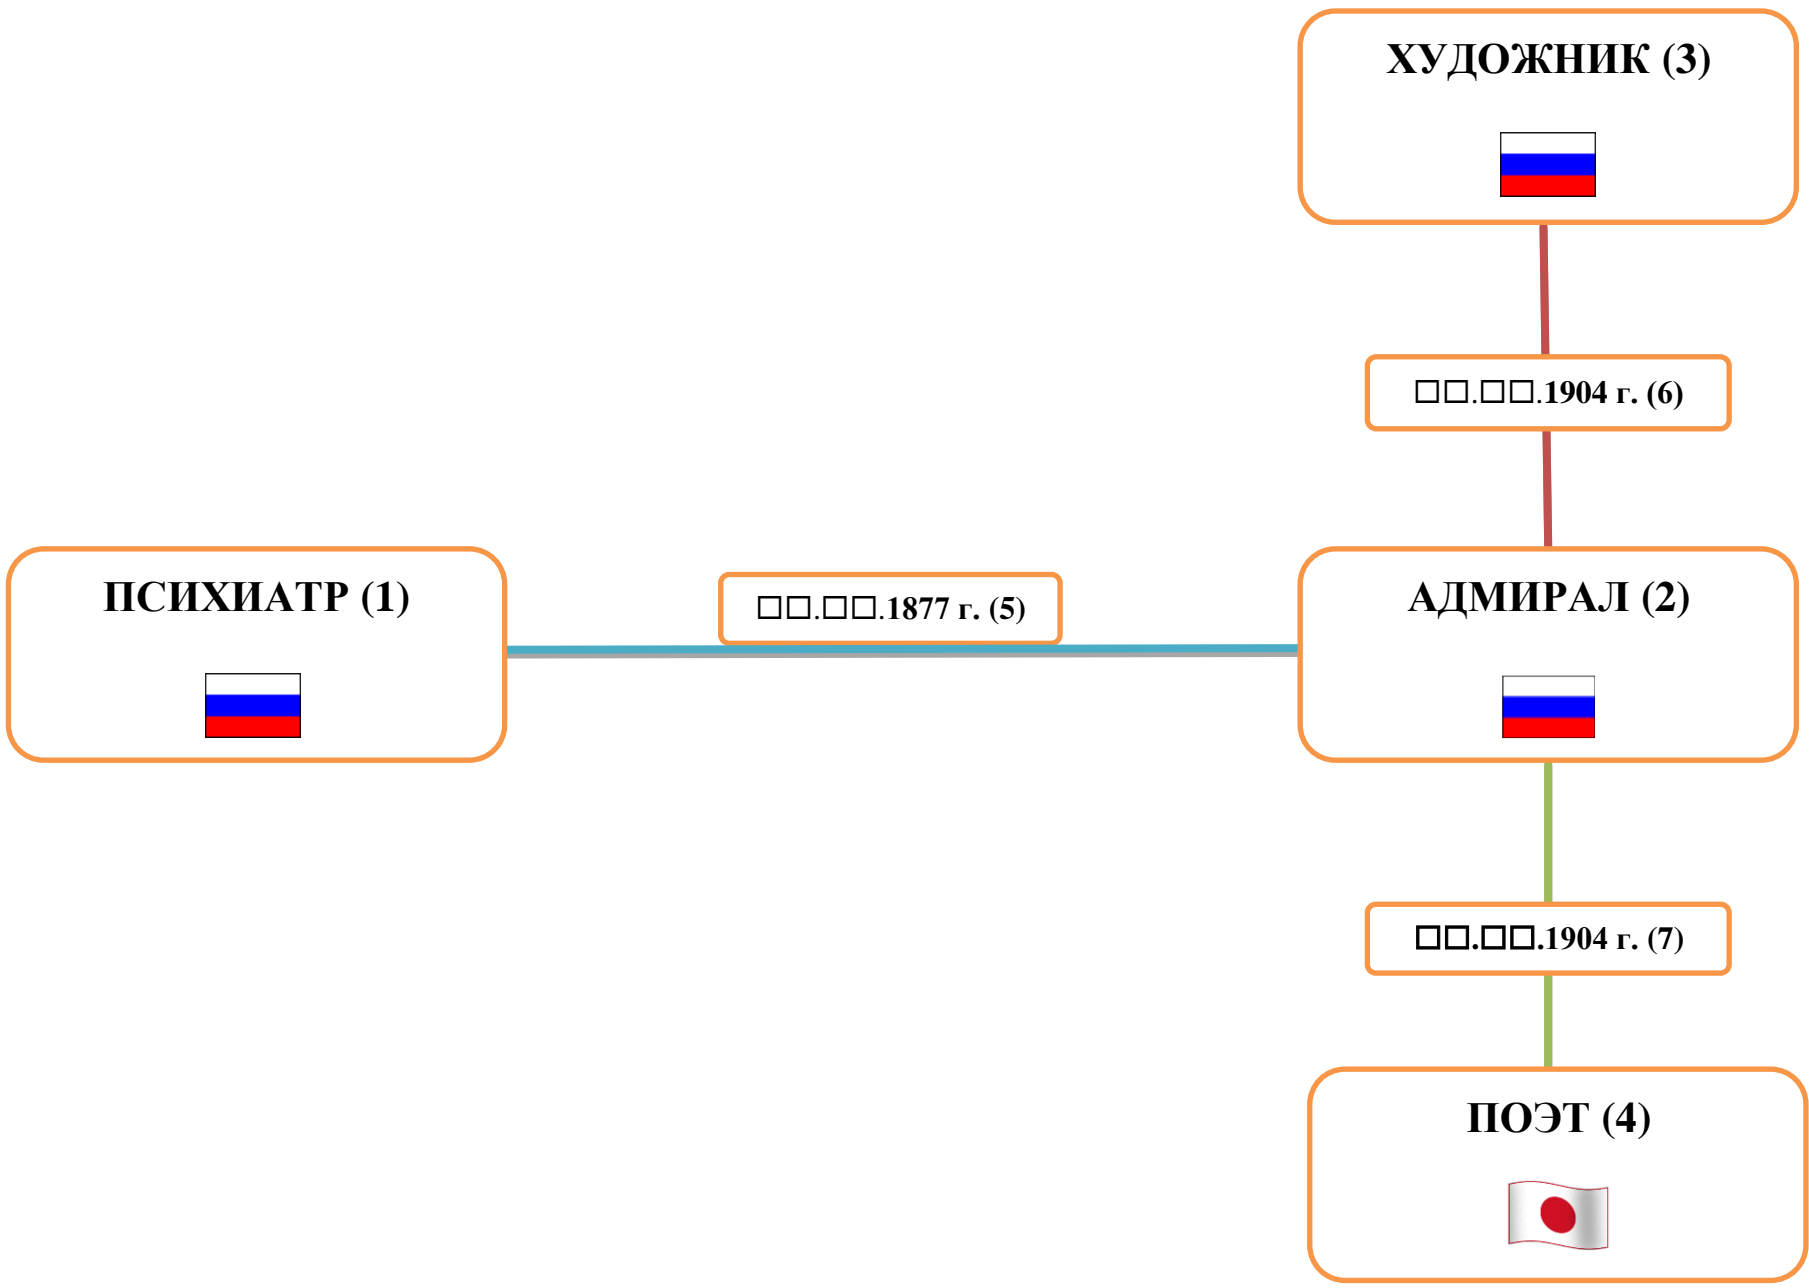 ХУДОЖНИК (3)
□□.□□.1904 г. (6)
ПСИХИАТР (1)
□□.□□.1877 г. (5)
АДМИРАЛ (2)
□□.□□.1904 г. (7)
ПОЭТ (4)